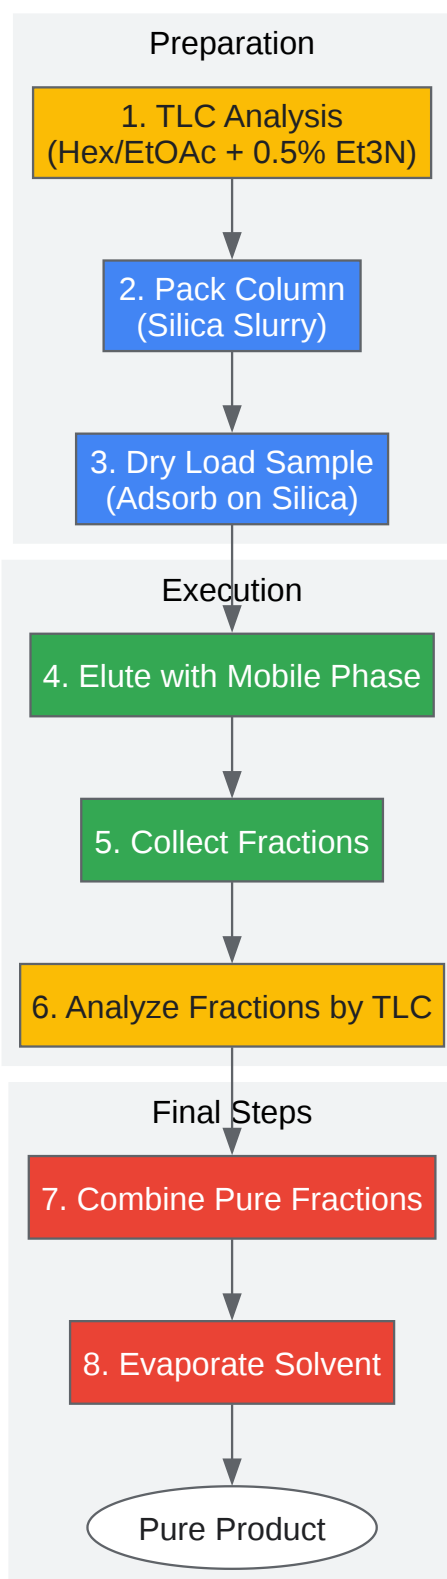 Preparation
1. TLC Analysis
(Hex/EtOAc + 0.5% Et3N)
2. Pack Column
(Silica Slurry)
3. Dry Load Sample
(Adsorb on Silica)
Execution
4. Elute with Mobile Phase
5. Collect Fractions
6. Analyze Fractions by TLC
Final Steps
7. Combine Pure Fractions
8. Evaporate Solvent
Pure Product